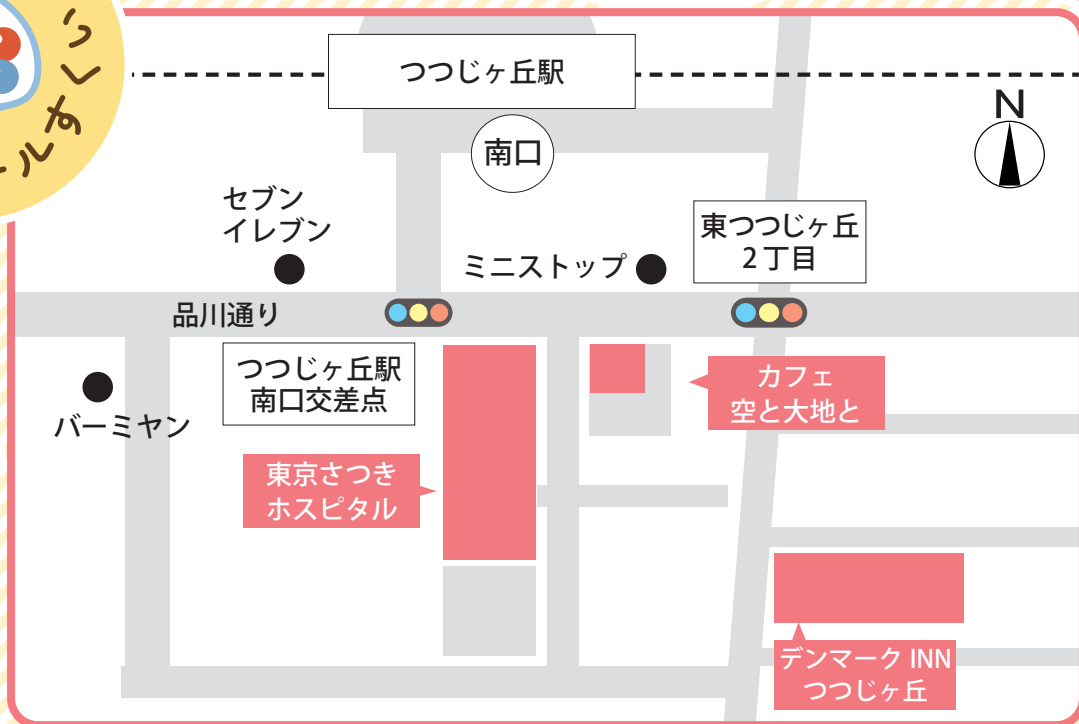 つつじヶ丘駅
N
南口
セブン
イレブン
ミニストップ
東つつじヶ丘
2丁目
品川通り
つつじヶ丘駅
南口交差点
カフェ
空と大地と
バーミヤン
東京さつき
ホスピタル
デンマーク INN
つつじヶ丘